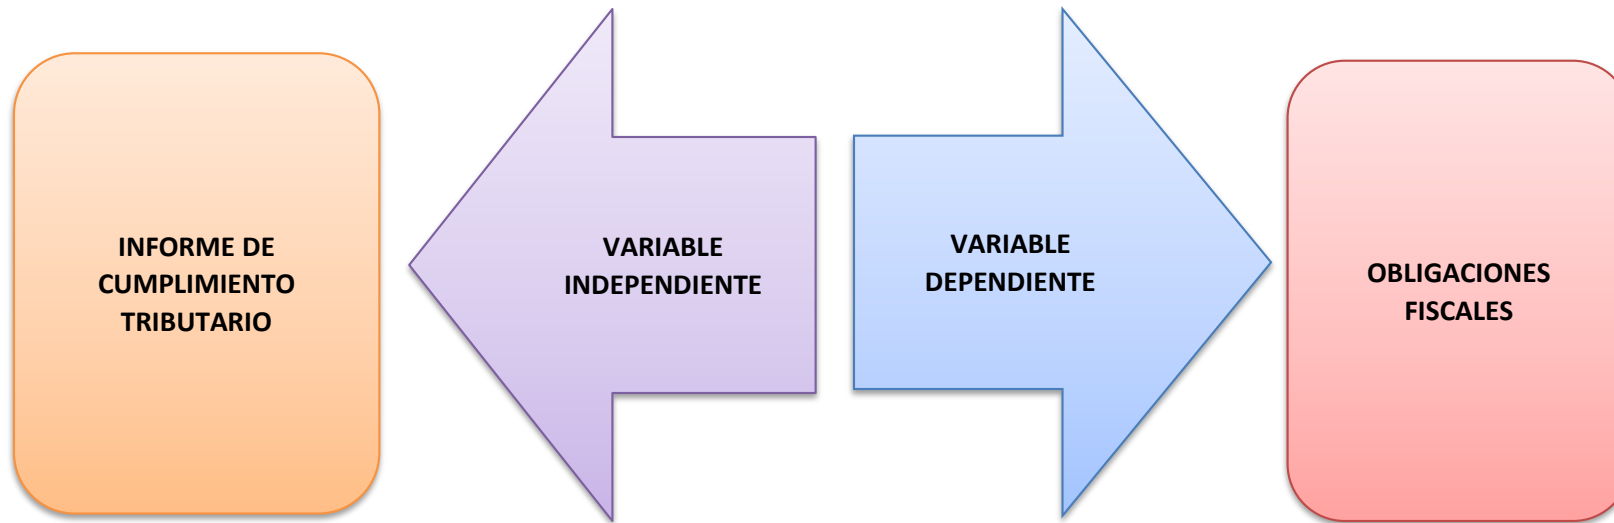 INFORME DE
CUMPLIMIENTO
TRIBUTARIO
VARIABLE
INDEPENDIENTE
VARIABLE
DEPENDIENTE
OBLIGACIONES
FISCALES